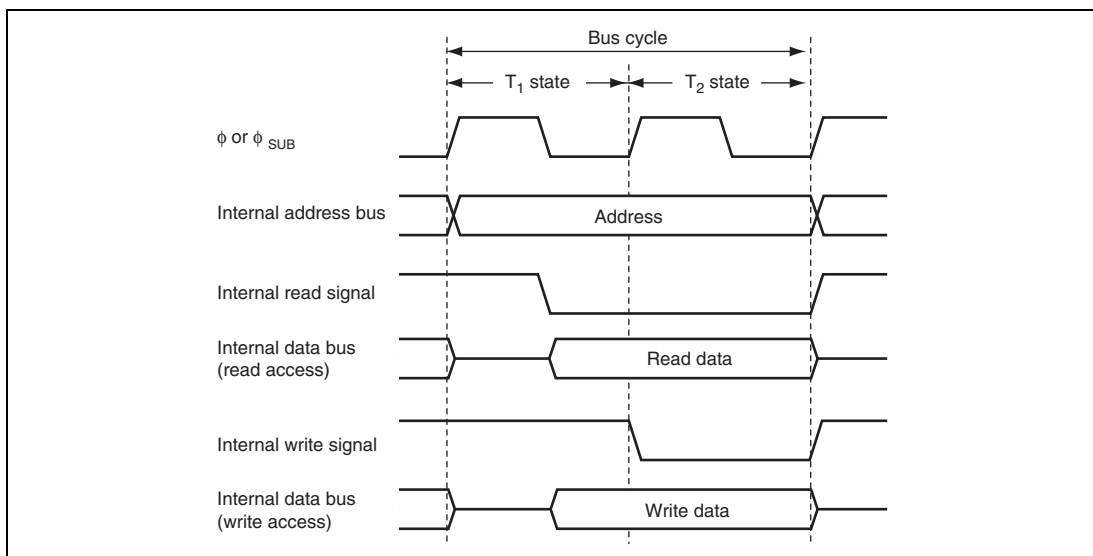 Bus cycle
T1 state
T2 state
ϕ or ϕ SUB
Internal address bus
Address
Internal read signal
Internal data bus
(read access)
Read data
Internal write signal
Internal data bus
(write access)
Write data